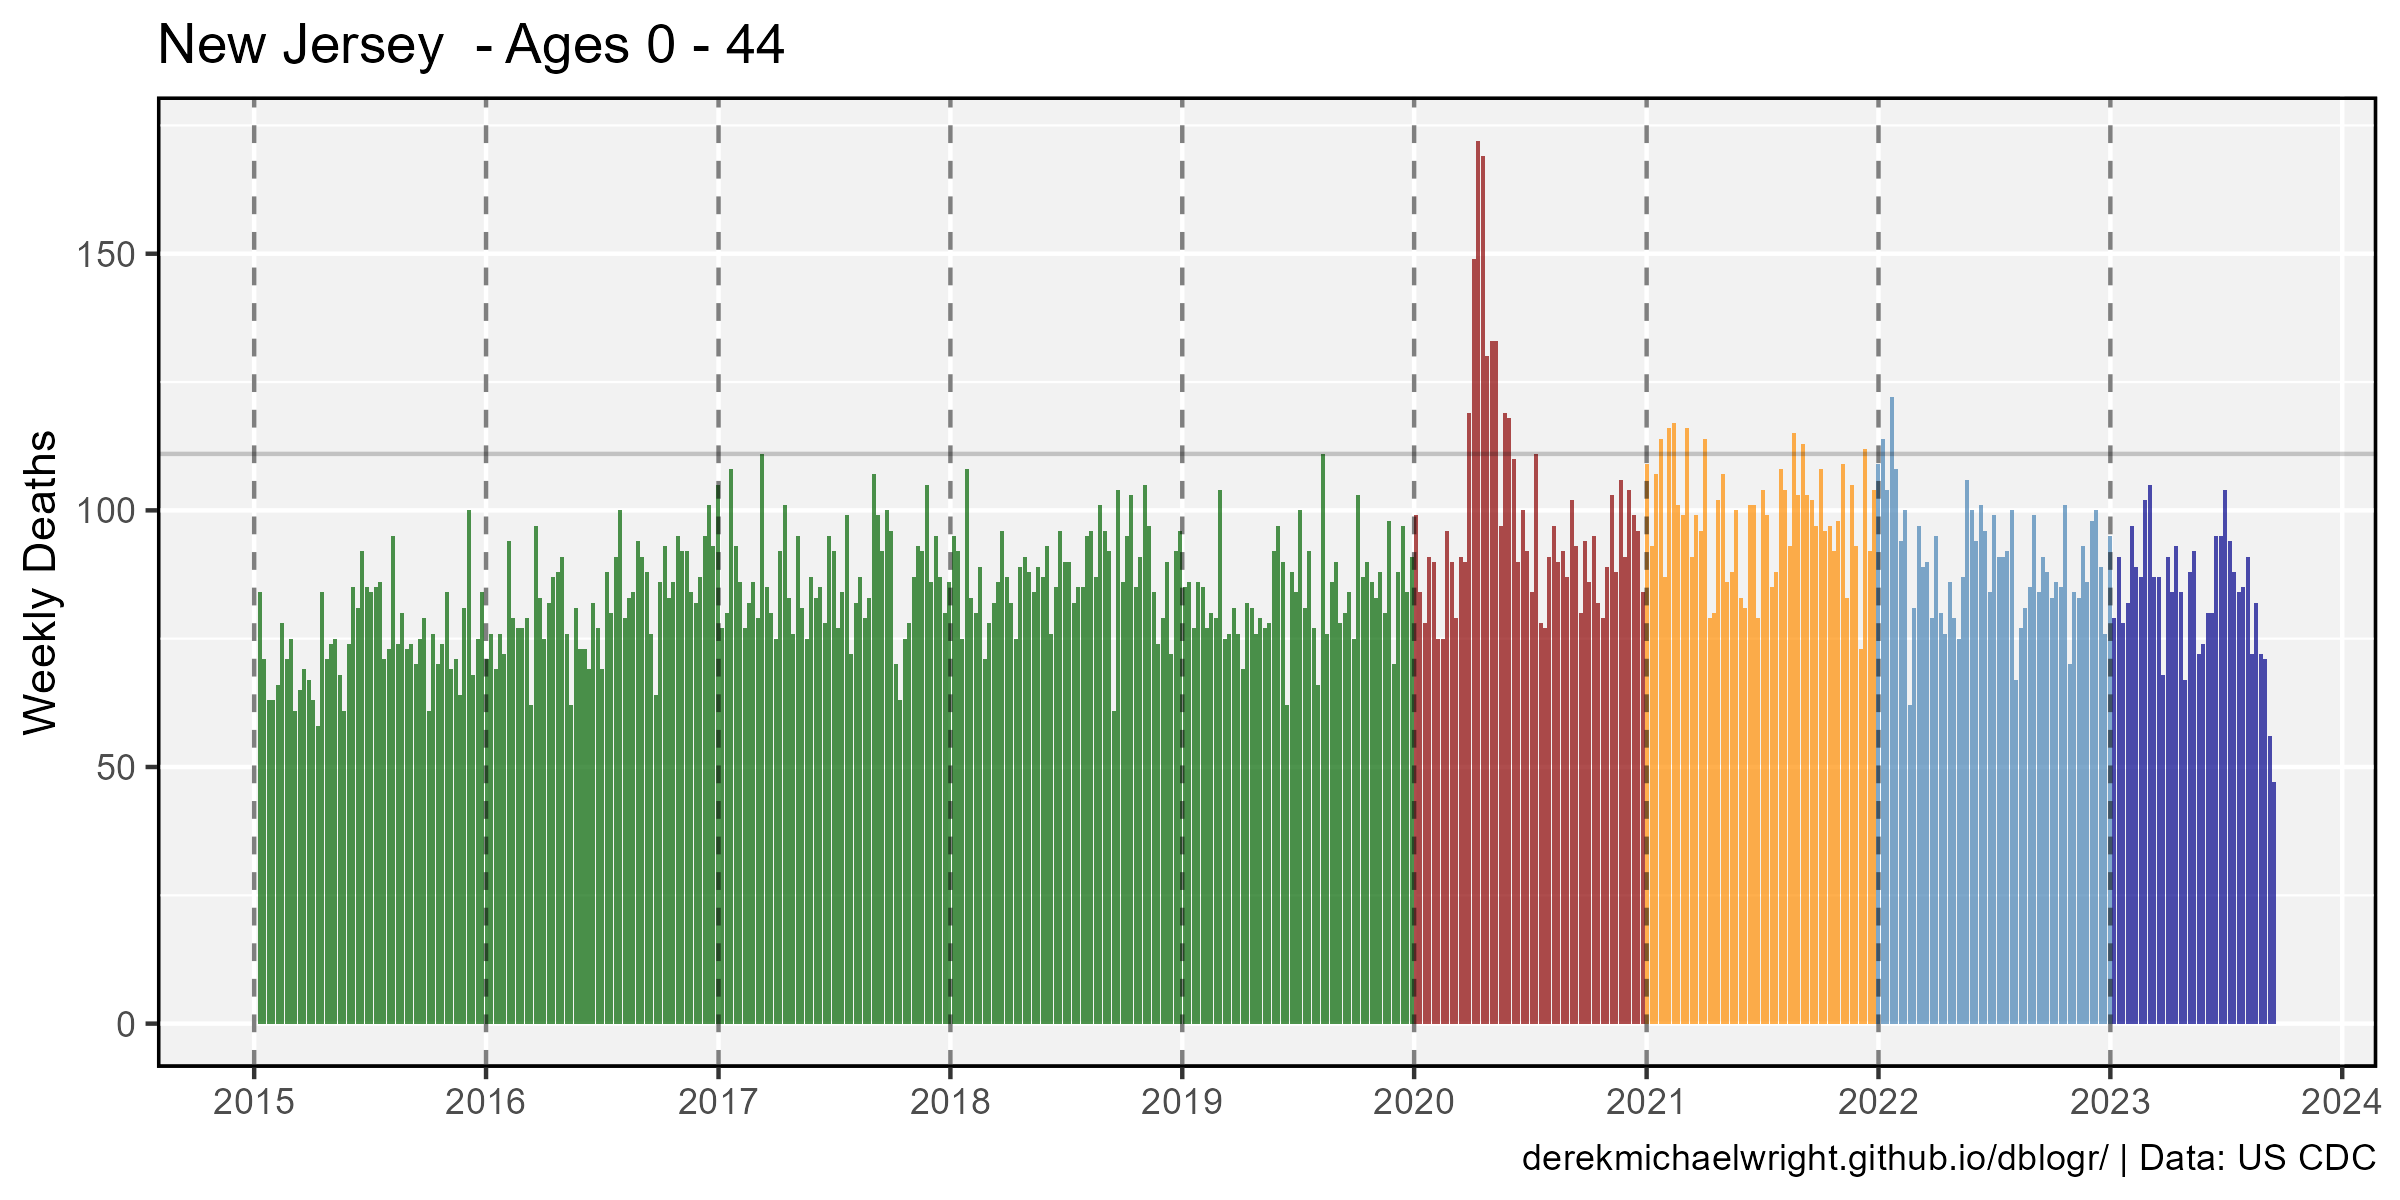 New Jersey  - Ages 0 - 44
Weekly Deaths
150
100
50
0
2015 2016 2017 2018 2019 2020 2021 2022 2023 2024
derekmichaelwright.github.io/dblogr/ | Data: US CDC